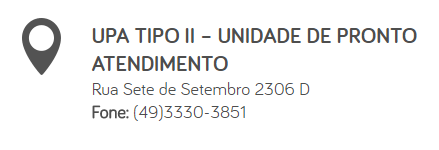 UPA TIPO II – UNIDADE DE PRONTO
ATENDIMENTO
Rua Sete de Setembro 2306 D
Fone: (49)3330-3851